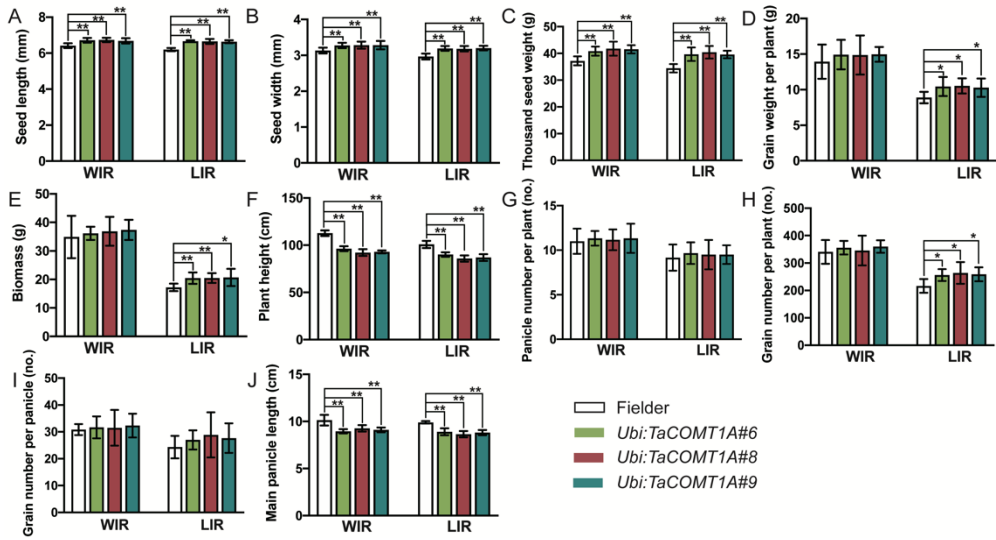 A
Seed length (mm)
8
6
4
2
0
** ** **
** ** **
WIR LIR
B
Seed width (mm)
5
4
3
2
1
0
** ** **
** ** **
WIR LIR
C
Thousand seed weight (g)
60
50
40
30
20
10
0
** ** **
** ** **
WIR LIR
D
Grain weight per plant (g)
20
15
10
5
0
* * *
WIR LIR
E
Biomass (g)
50
40
30
20
10
0
** ** *
WIR LIR
F
Plant height (cm)
150
100
50
0
** ** **
** ** **
WIR LIR
G
Panicle number per plant (no.)
15
10
5
0
WIR LIR
H
Grain number per plant (no.)
400
300
200
100
0
* * *
WIR LIR
I
Grain number per panicle (no.)
50
40
30
20
10
0
WIR LIR
J
Main panicle length (cm)
15
10
5
0
** ** **
** ** **
WIR LIR
Fielder
Ubi:TaCOMT1A#6
Ubi:TaCOMT1A#8
Ubi:TaCOMT1A#9